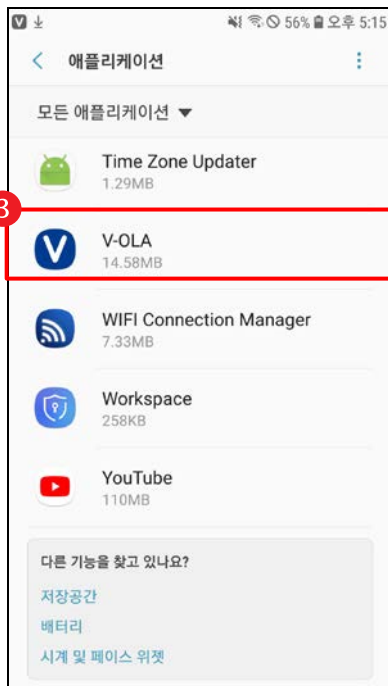 V 56% 오후 5:15
애플리케이션
모든 애플리케이션
Time Zone Updater
1.29MB
3
V
V-OLA
14.58MB
WIFI Connection Manager
7.33MB
Workspace
258KB
YouTube
110MB
다른 기능을 찾고 있나요?
저장공간
배터리
시계 및 페이스 위젯